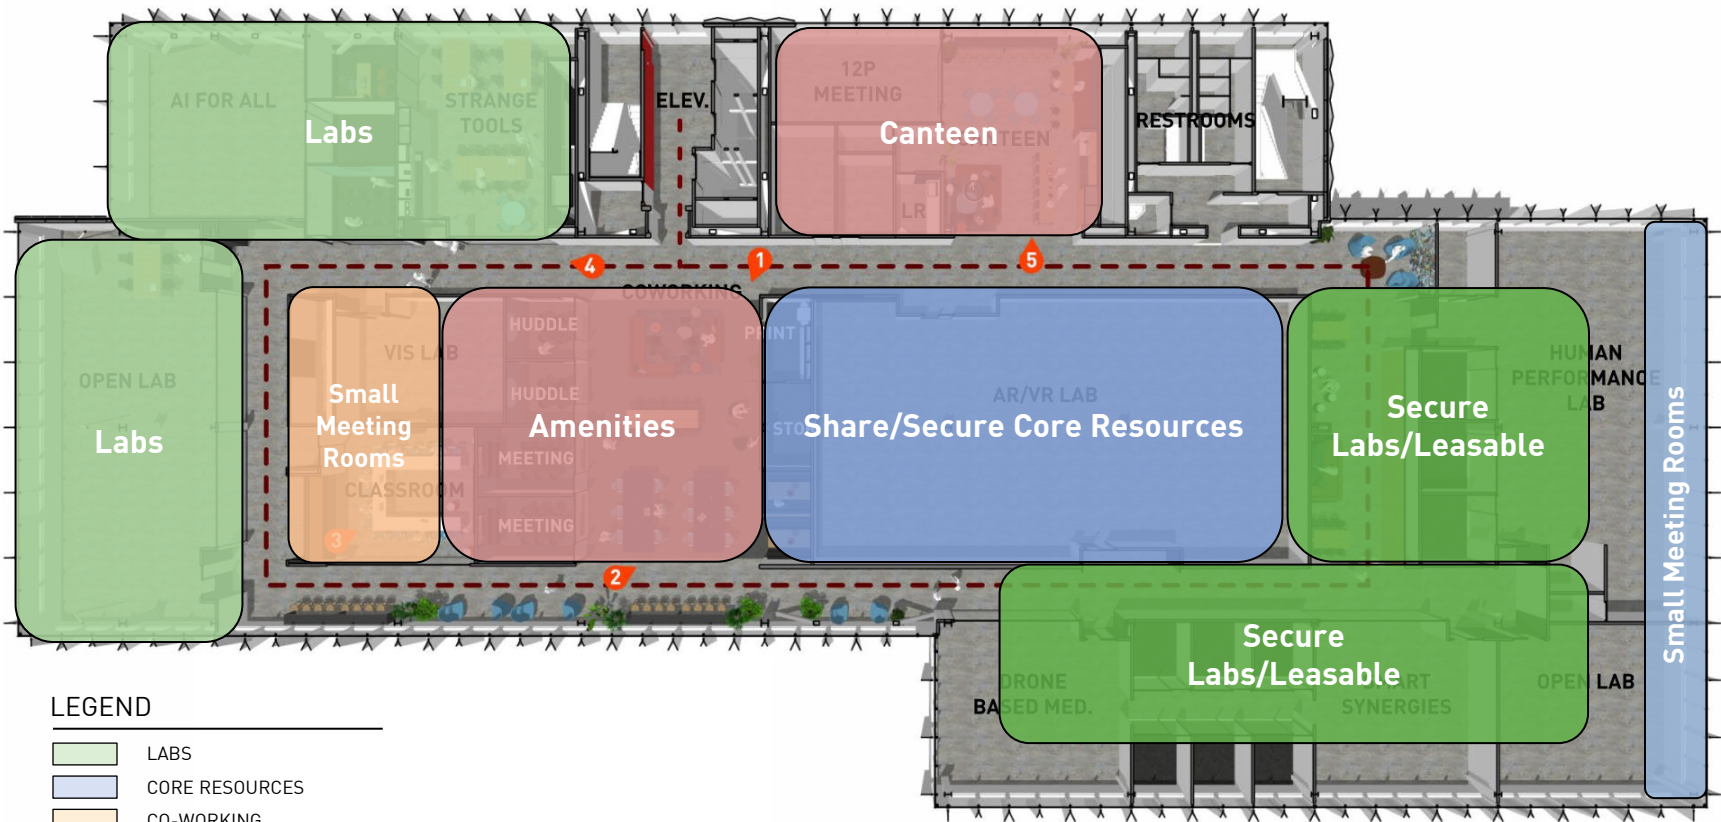 AI FOR ALL
STRANGE
TOOLS
Labs
ELEV.
12P
MEETING
Canteen
CANTEEN
LR
RESTROOMS
4
1
5
COWORKING
OPEN LAB
Labs
VIS LAB
Small
Meeting
Rooms
CLASSROOM
3
HUDDLE
HUDDLE
Amenities
MEETING
MEETING
PRINT
AR/VR LAB
Share/Secure Core Resources
Secure
Labs/Leasable
HUMAN
PERFORMANCE
LAB
Small Meeting Rooms
2
Secure
Labs/Leasable
DRONE
BASED MED.
SMART
SYNERGIES
OPEN LAB
LEGEND
LABS
CORE RESOURCES
CO-WORKING